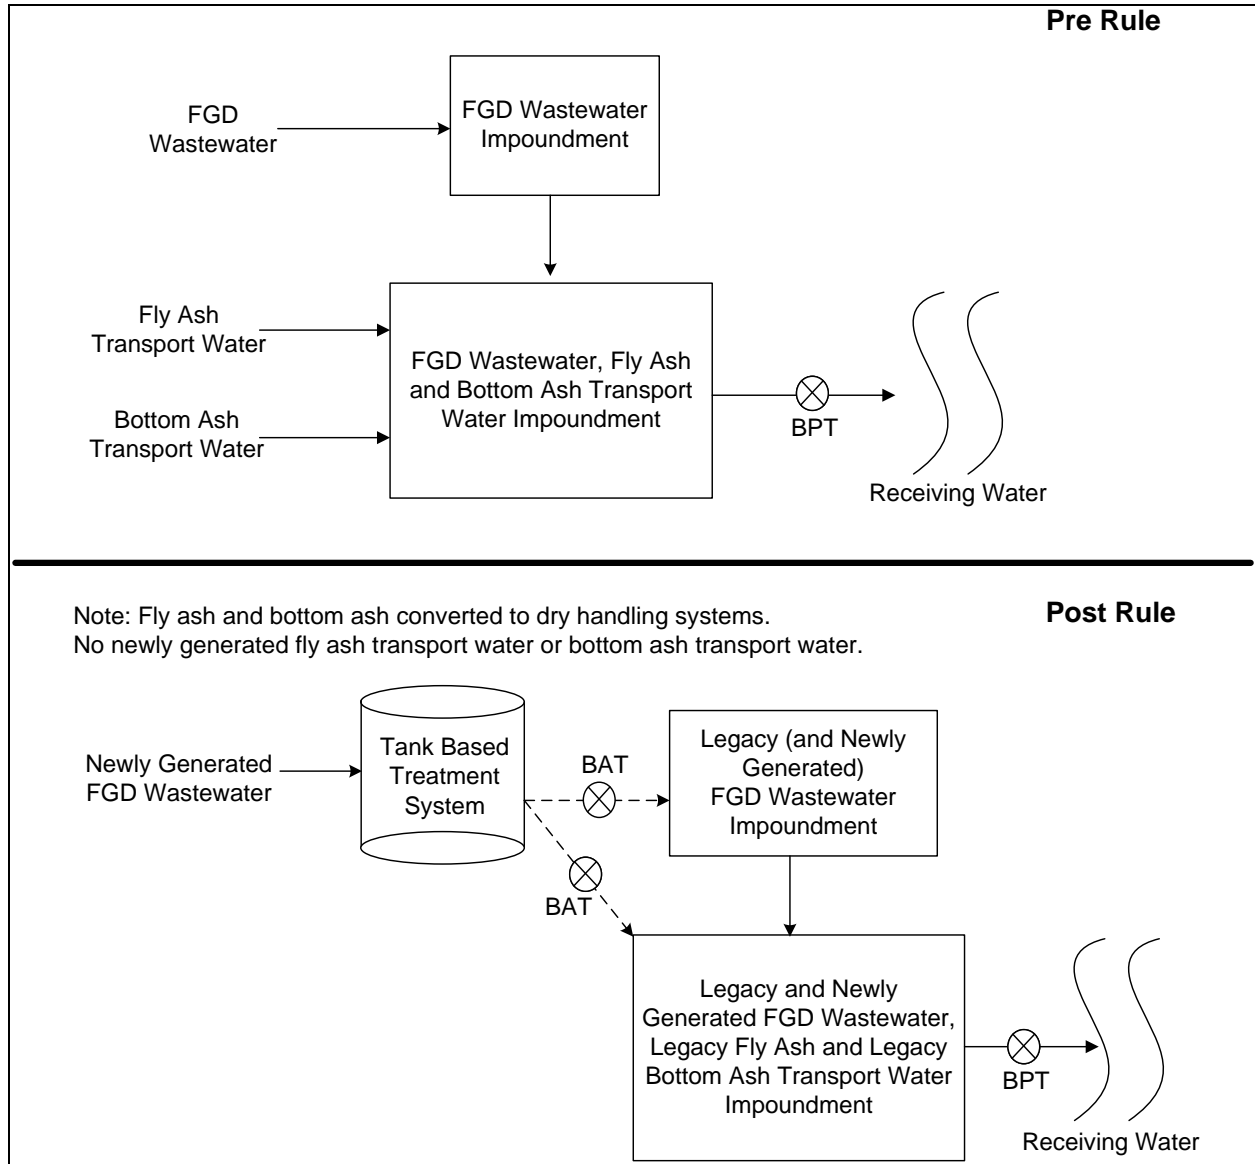 Pre Rule
FGD
Wastewater
FGD Wastewater
Impoundment
Fly Ash
Transport Water
Bottom Ash
Transport Water
FGD Wastewater, Fly Ash
and Bottom Ash Transport
Water Impoundment
BPT
Receiving Water
Note: Fly ash and bottom ash converted to dry handling systems.
No newly generated fly ash transport water or bottom ash transport water.
Post Rule
Newly Generated
FGD Wastewater
Tank Based
Treatment
System
BAT
BAT
Legacy (and Newly
Generated)
FGD Wastewater
Impoundment
Legacy and Newly
Generated FGD Wastewater,
Legacy Fly Ash and Legacy
Bottom Ash Transport Water
Impoundment
BPT
Receiving Water